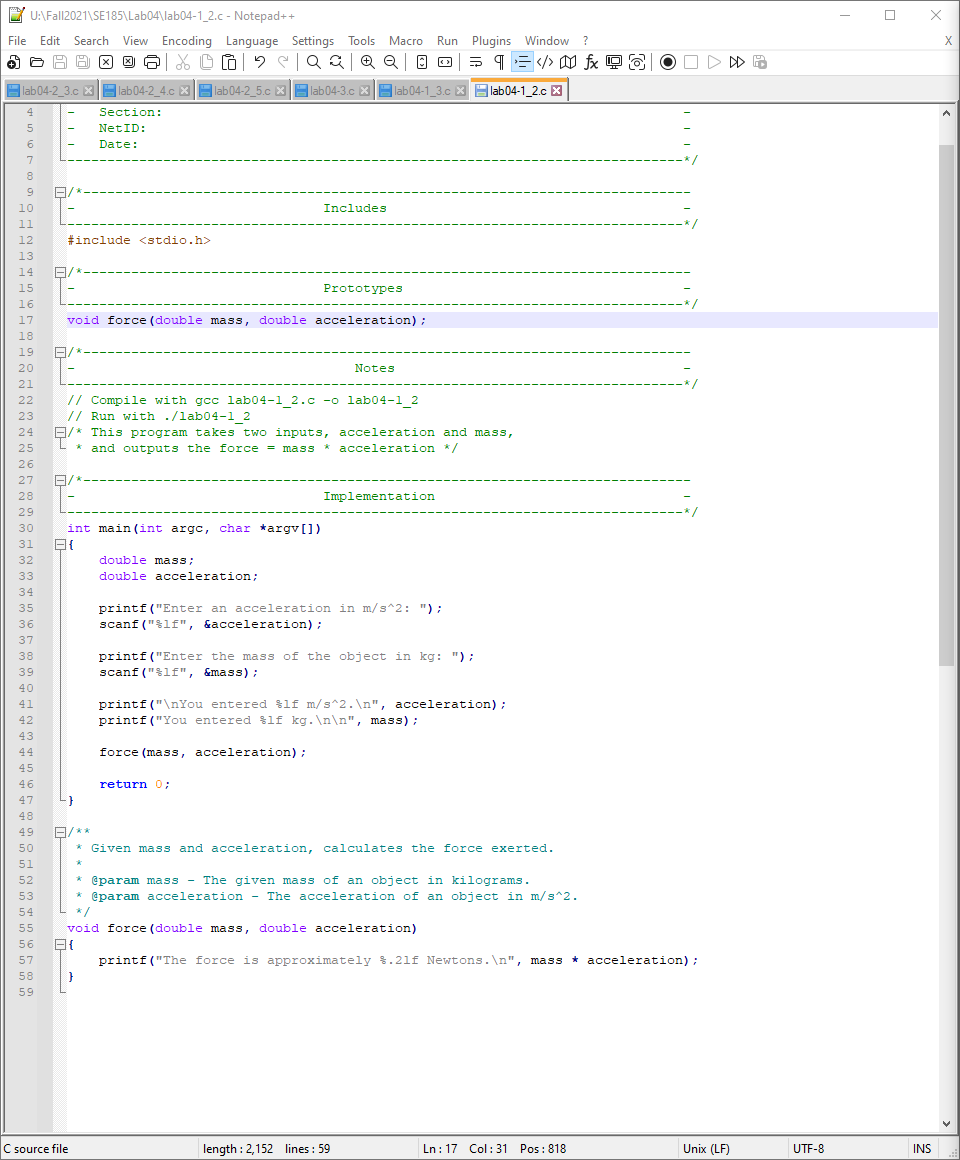 U:\Fall2021\SE185\Lab04\lab04-1_2.c - Notepad++
File Edit Search View Encoding Language Settings Tools Macro Run Plugins Window ? X
lab04-2_3.c lab04-2_4.c lab04-2_5.c lab04-3.c lab04-1_3.c lab04-1_2.c
4 - Section: -
5 - NetID: -
6 - Date: -
7 -----------------------------------------------------------------------------*/
8
9 /*-----------------------------------------------------------------------------
10 - Includes -
11 -----------------------------------------------------------------------------*/
12 #include <stdio.h>
13
14 /*-----------------------------------------------------------------------------
15 - Prototypes -
16 -----------------------------------------------------------------------------*/
17 void force(double mass, double acceleration);
18
19 /*-----------------------------------------------------------------------------
20 - Notes -
21 -----------------------------------------------------------------------------*/
22 // Compile with gcc lab04-1_2.c -o lab04-1_2
23 // Run with ./lab04-1_2
24 /* This program takes two inputs, acceleration and mass,
25 * and outputs the force = mass * acceleration */
26
27 /*-----------------------------------------------------------------------------
28 - Implementation -
29 -----------------------------------------------------------------------------*/
30 int main(int argc, char *argv[])
31 {
32 double mass;
33 double acceleration;
34
35 printf("Enter an acceleration in m/s^2: ");
36 scanf("%lf", &acceleration);
37
38 printf("Enter the mass of the object in kg: ");
39 scanf("%lf", &mass);
40
41 printf("\nYou entered %lf m/s^2.\n", acceleration);
42 printf("You entered %lf kg.\n\n", mass);
43
44 force(mass, acceleration);
45
46 return 0;
47 }
48
49 /**
50 * Given mass and acceleration, calculates the force exerted.
51 *
52 * @param mass - The given mass of an object in kilograms.
53 * @param acceleration - The acceleration of an object in m/s^2.
54 */
55 void force(double mass, double acceleration)
56 {
57 printf("The force is approximately %.2lf Newtons.\n", mass * acceleration);
58 }
59
C source file length : 2,152 lines : 59 Ln : 17 Col : 31 Pos : 818 Unix (LF) UTF-8 INS